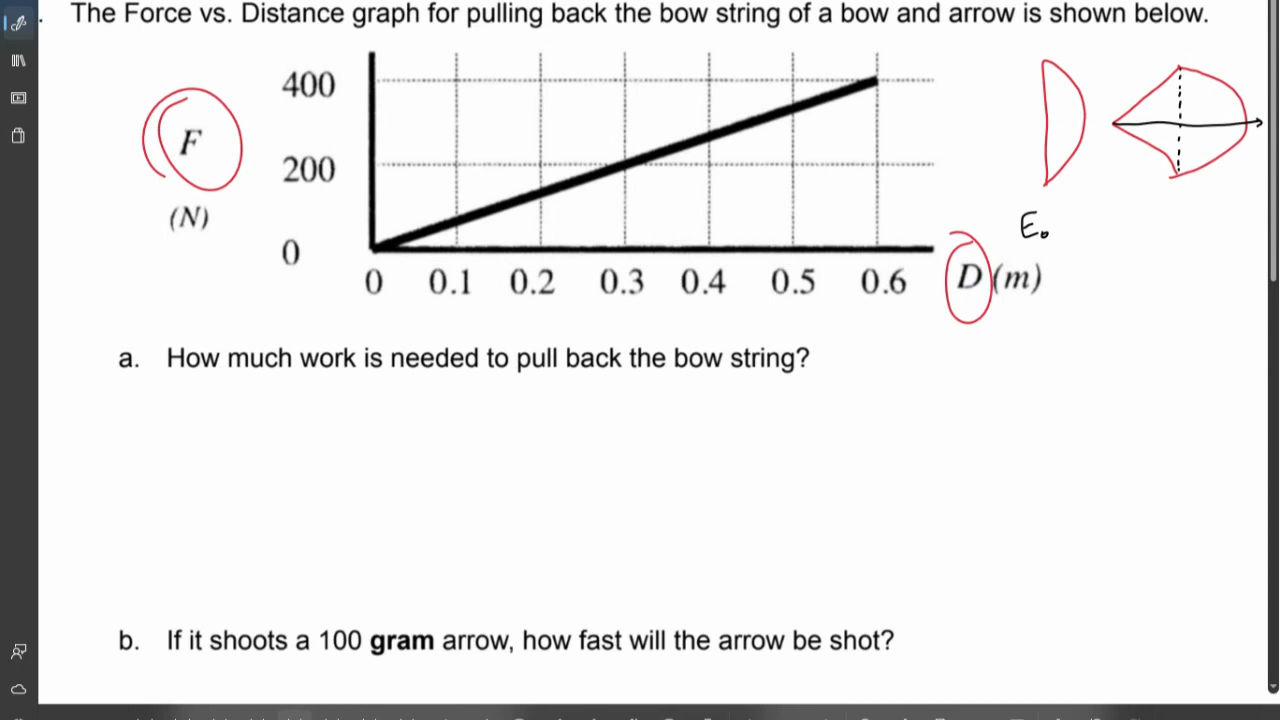 The Force vs. Distance graph for pulling back the bow string of a bow and arrow is shown below.
400
F
200
(N)
0
E.
0 0.1 0.2 0.3 0.4 0.5 0.6 D (m)
a. How much work is needed to pull back the bow string?
b. If it shoots a 100 gram arrow, how fast will the arrow be shot?